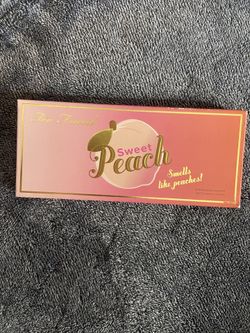 Too Faced
Sweet
Peach
Smells
like peaches!